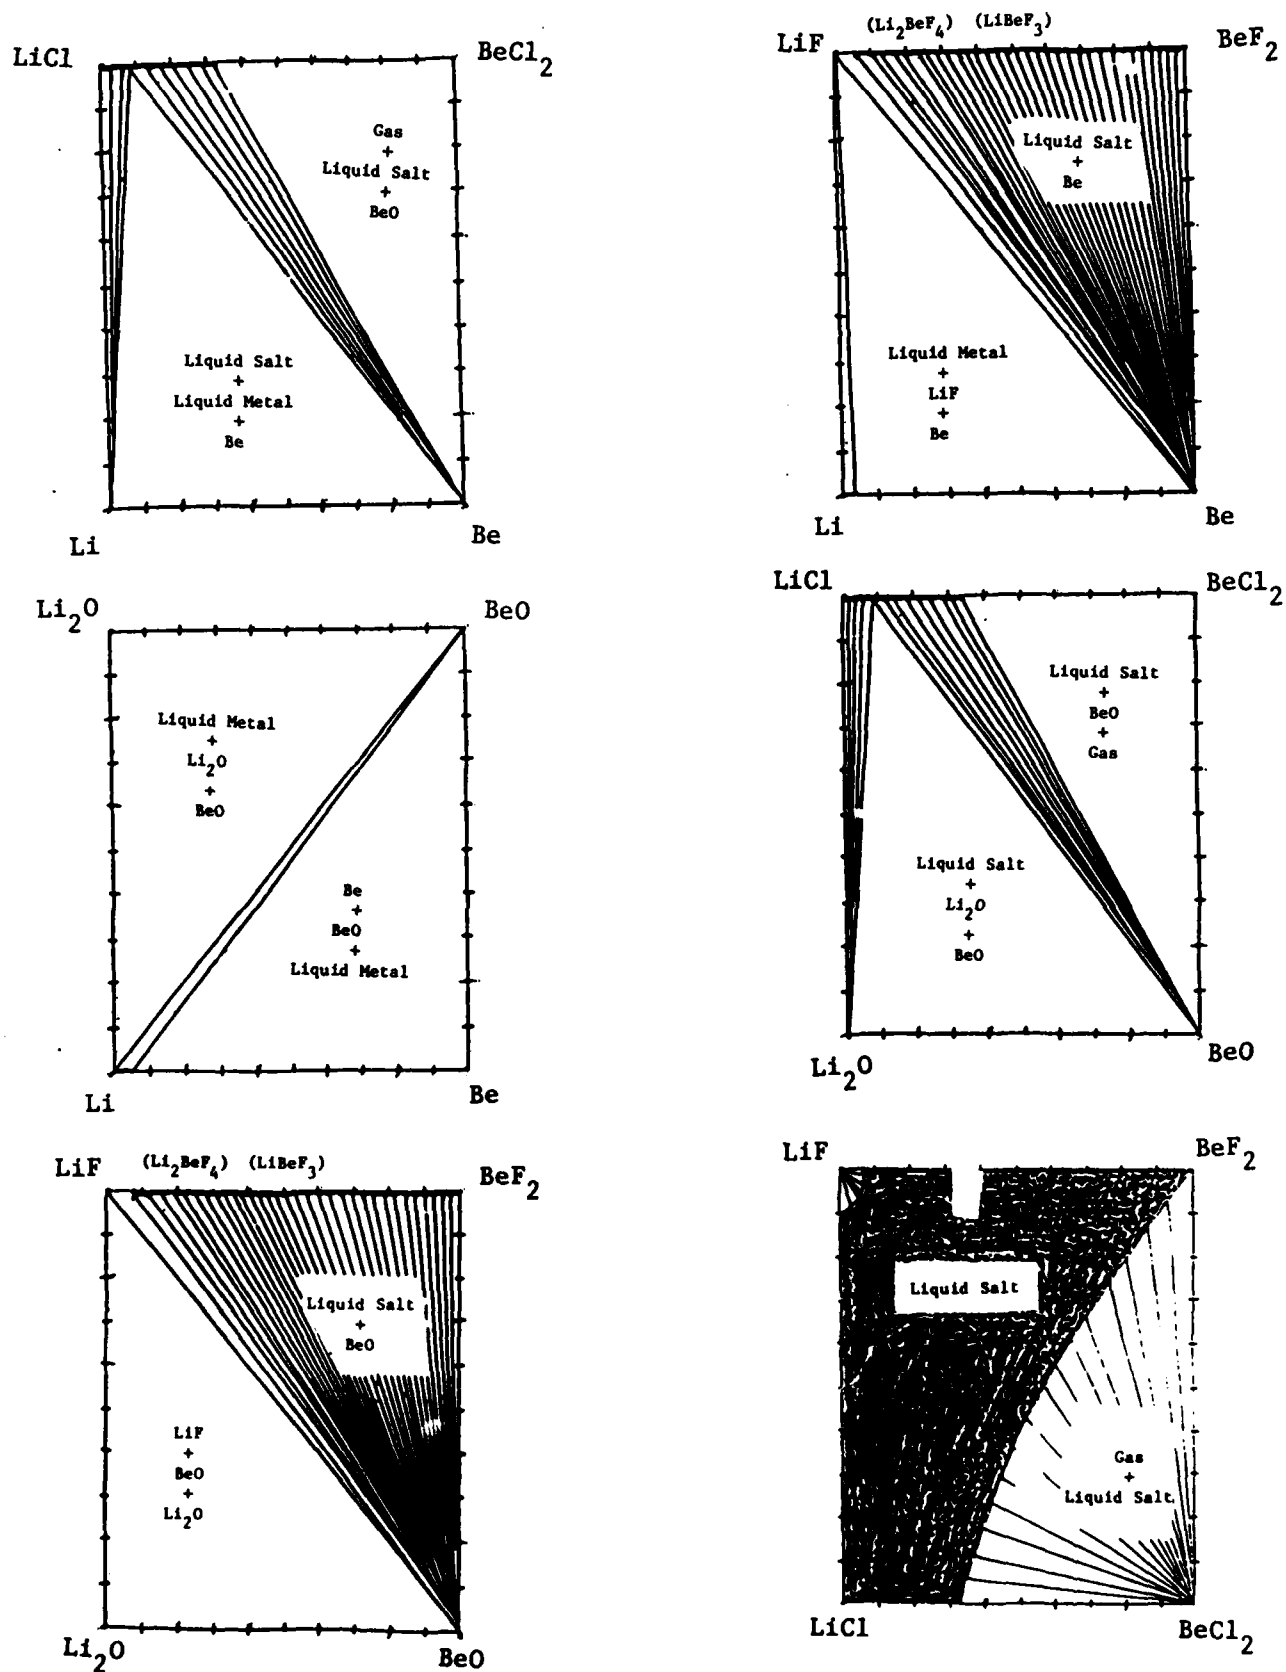 LiCl BeCl2
Gas
+
Liquid Salt
+
BeO
Liquid Salt
+
Liquid Metal
+
Be
Li Be
(Li2BeF4) (LiBeF3)
LiF BeF2
Liquid Salt
+
Be
Liquid Metal
+
LiF
+
Be
Li Be
Li2O BeO
Liquid Metal
+
Li2O
+
BeO
Be
+
BeO
+
Liquid Metal
Li Be
LiCl BeCl2
Liquid Salt
+
BeO
+
Gas
Liquid Salt
+
Li2O
+
BeO
Li2O BeO
LiF (Li2BeF4) (LiBeF3) BeF2
Liquid Salt
+
BeO
LiF
+
BeO
+
Li2O
Li2O BeO
LiF BeF2
Liquid Salt
Gas
+
Liquid Salt
LiCl BeCl2